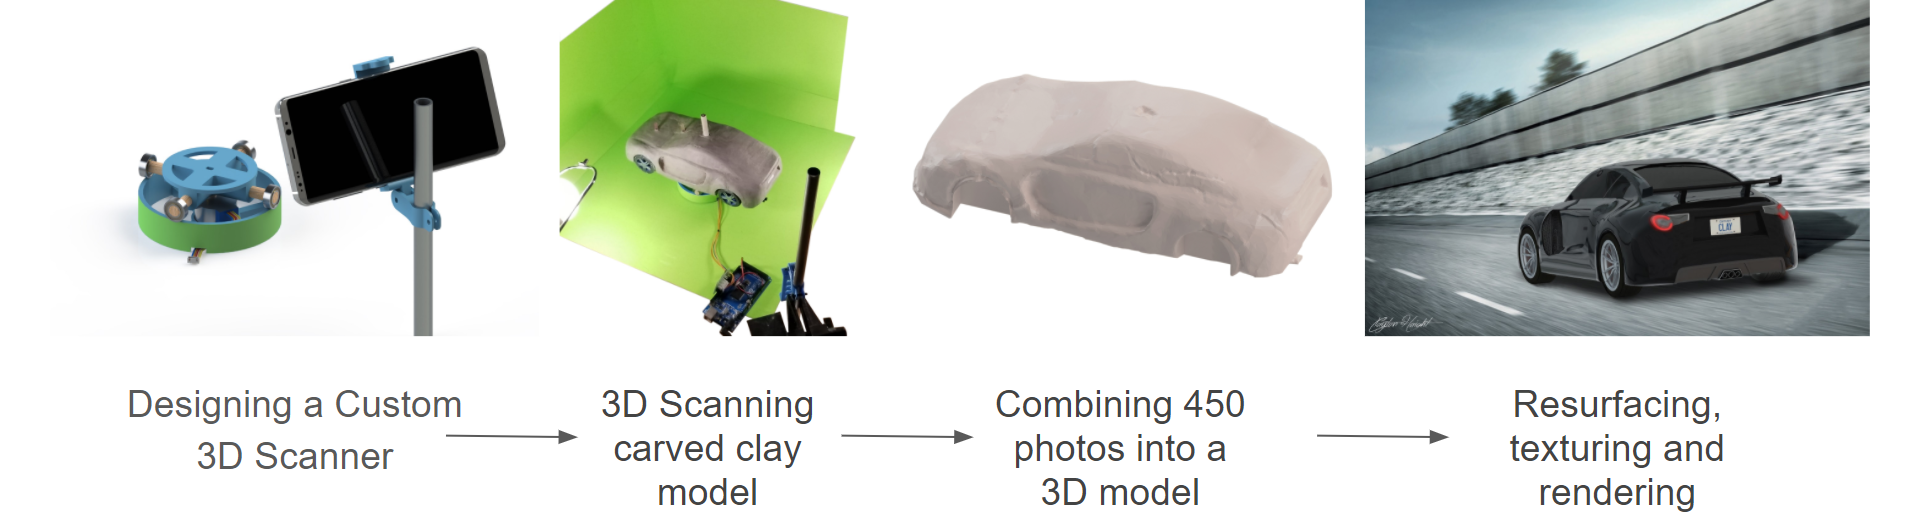 CLAY
Designing a Custom
3D Scanner
3D Scanning
carved clay
model
Combining 450
photos into a
3D model
Resurfacing,
texturing and
rendering